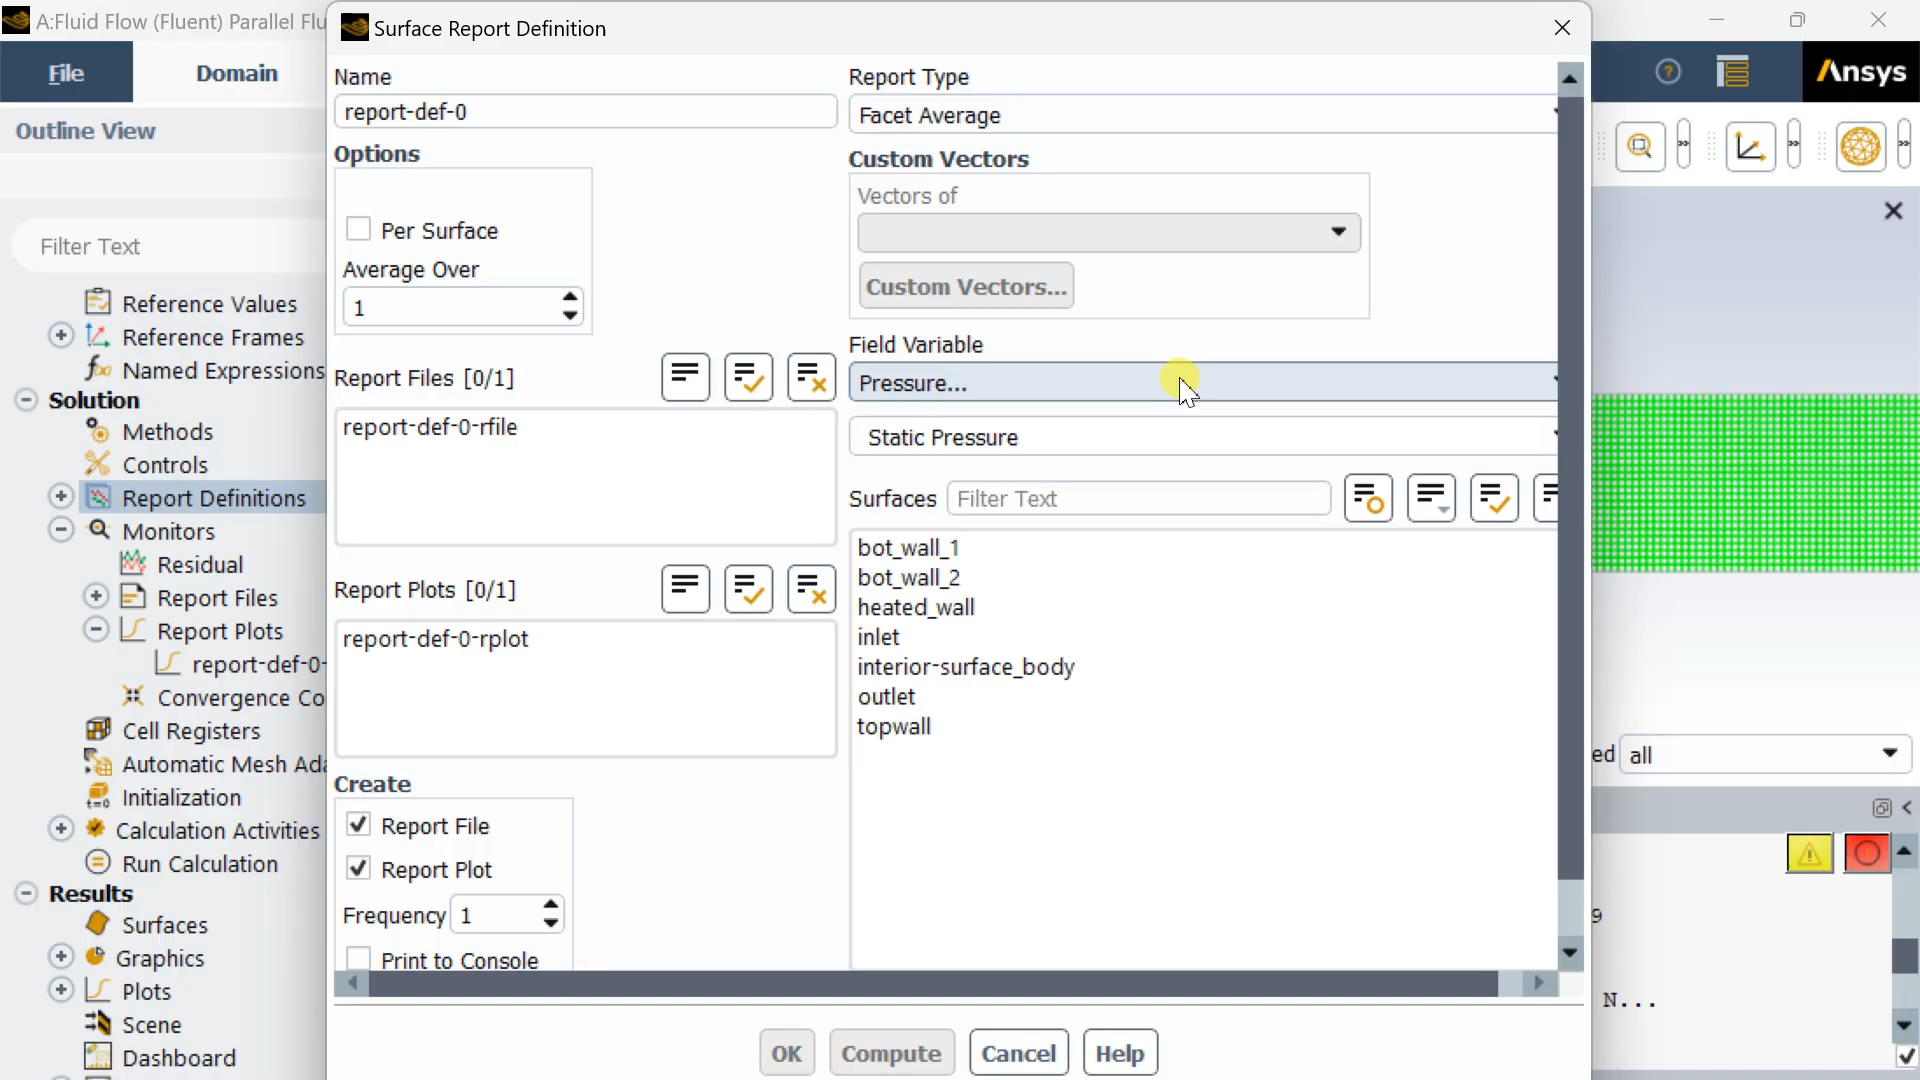 A:Fluid Flow (Fluent) Parallel Flu
Surface Report Definition
File
Domain
Ansys
Outline View
Filter Text
Reference Values
Reference Frames
Named Expressions
Solution
Methods
Controls
Report Definitions
Monitors
Residual
Report Files
Report Plots
report-def-0-
Convergence Co
Cell Registers
Automatic Mesh Ada
Initialization
Calculation Activities
Run Calculation
Results
Surfaces
Graphics
Plots
Scene
Dashboard
Name
report-def-0
Options
Per Surface
Average Over
1
Report Files [0/1]
report-def-0-rfile
Report Plots [0/1]
report-def-0-rplot
Create
Report File
Report Plot
Frequency 1
Print to Console
Report Type
Facet Average
Custom Vectors
Vectors of
Custom Vectors...
Field Variable
Pressure...
Static Pressure
Surfaces Filter Text
bot_wall_1
bot_wall_2
heated_wall
inlet
interior-surface_body
outlet
topwall
OK Compute Cancel Help
ed all
9
N...